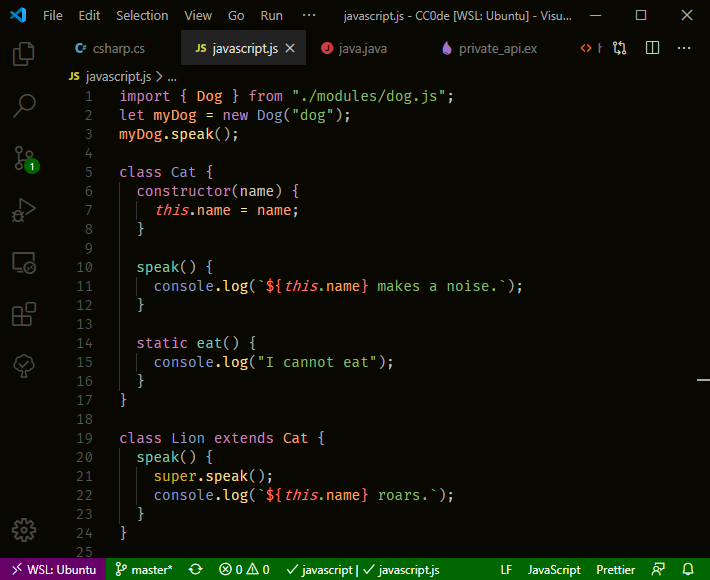 File Edit Selection View Go Run ··· javascript.js - CC0de [WSL: Ubuntu] - Visu...
C# csharp.cs JS javascript.js J java.java private_api.ex
JS javascript.js > ...
1 import { Dog } from "./modules/dog.js";
2 let myDog = new Dog("dog");
3 myDog.speak();
4
5 class Cat {
6   constructor(name) {
7     this.name = name;
8   }
9
10   speak() {
11     console.log(`${this.name} makes a noise.`);
12   }
13
14   static eat() {
15     console.log("I cannot eat");
16   }
17 }
18
19 class Lion extends Cat {
20   speak() {
21     super.speak();
22     console.log(`${this.name} roars.`);
23   }
24 }
25
1
WSL: Ubuntu master* 0 0 javascript | javascript.js LF JavaScript Prettier